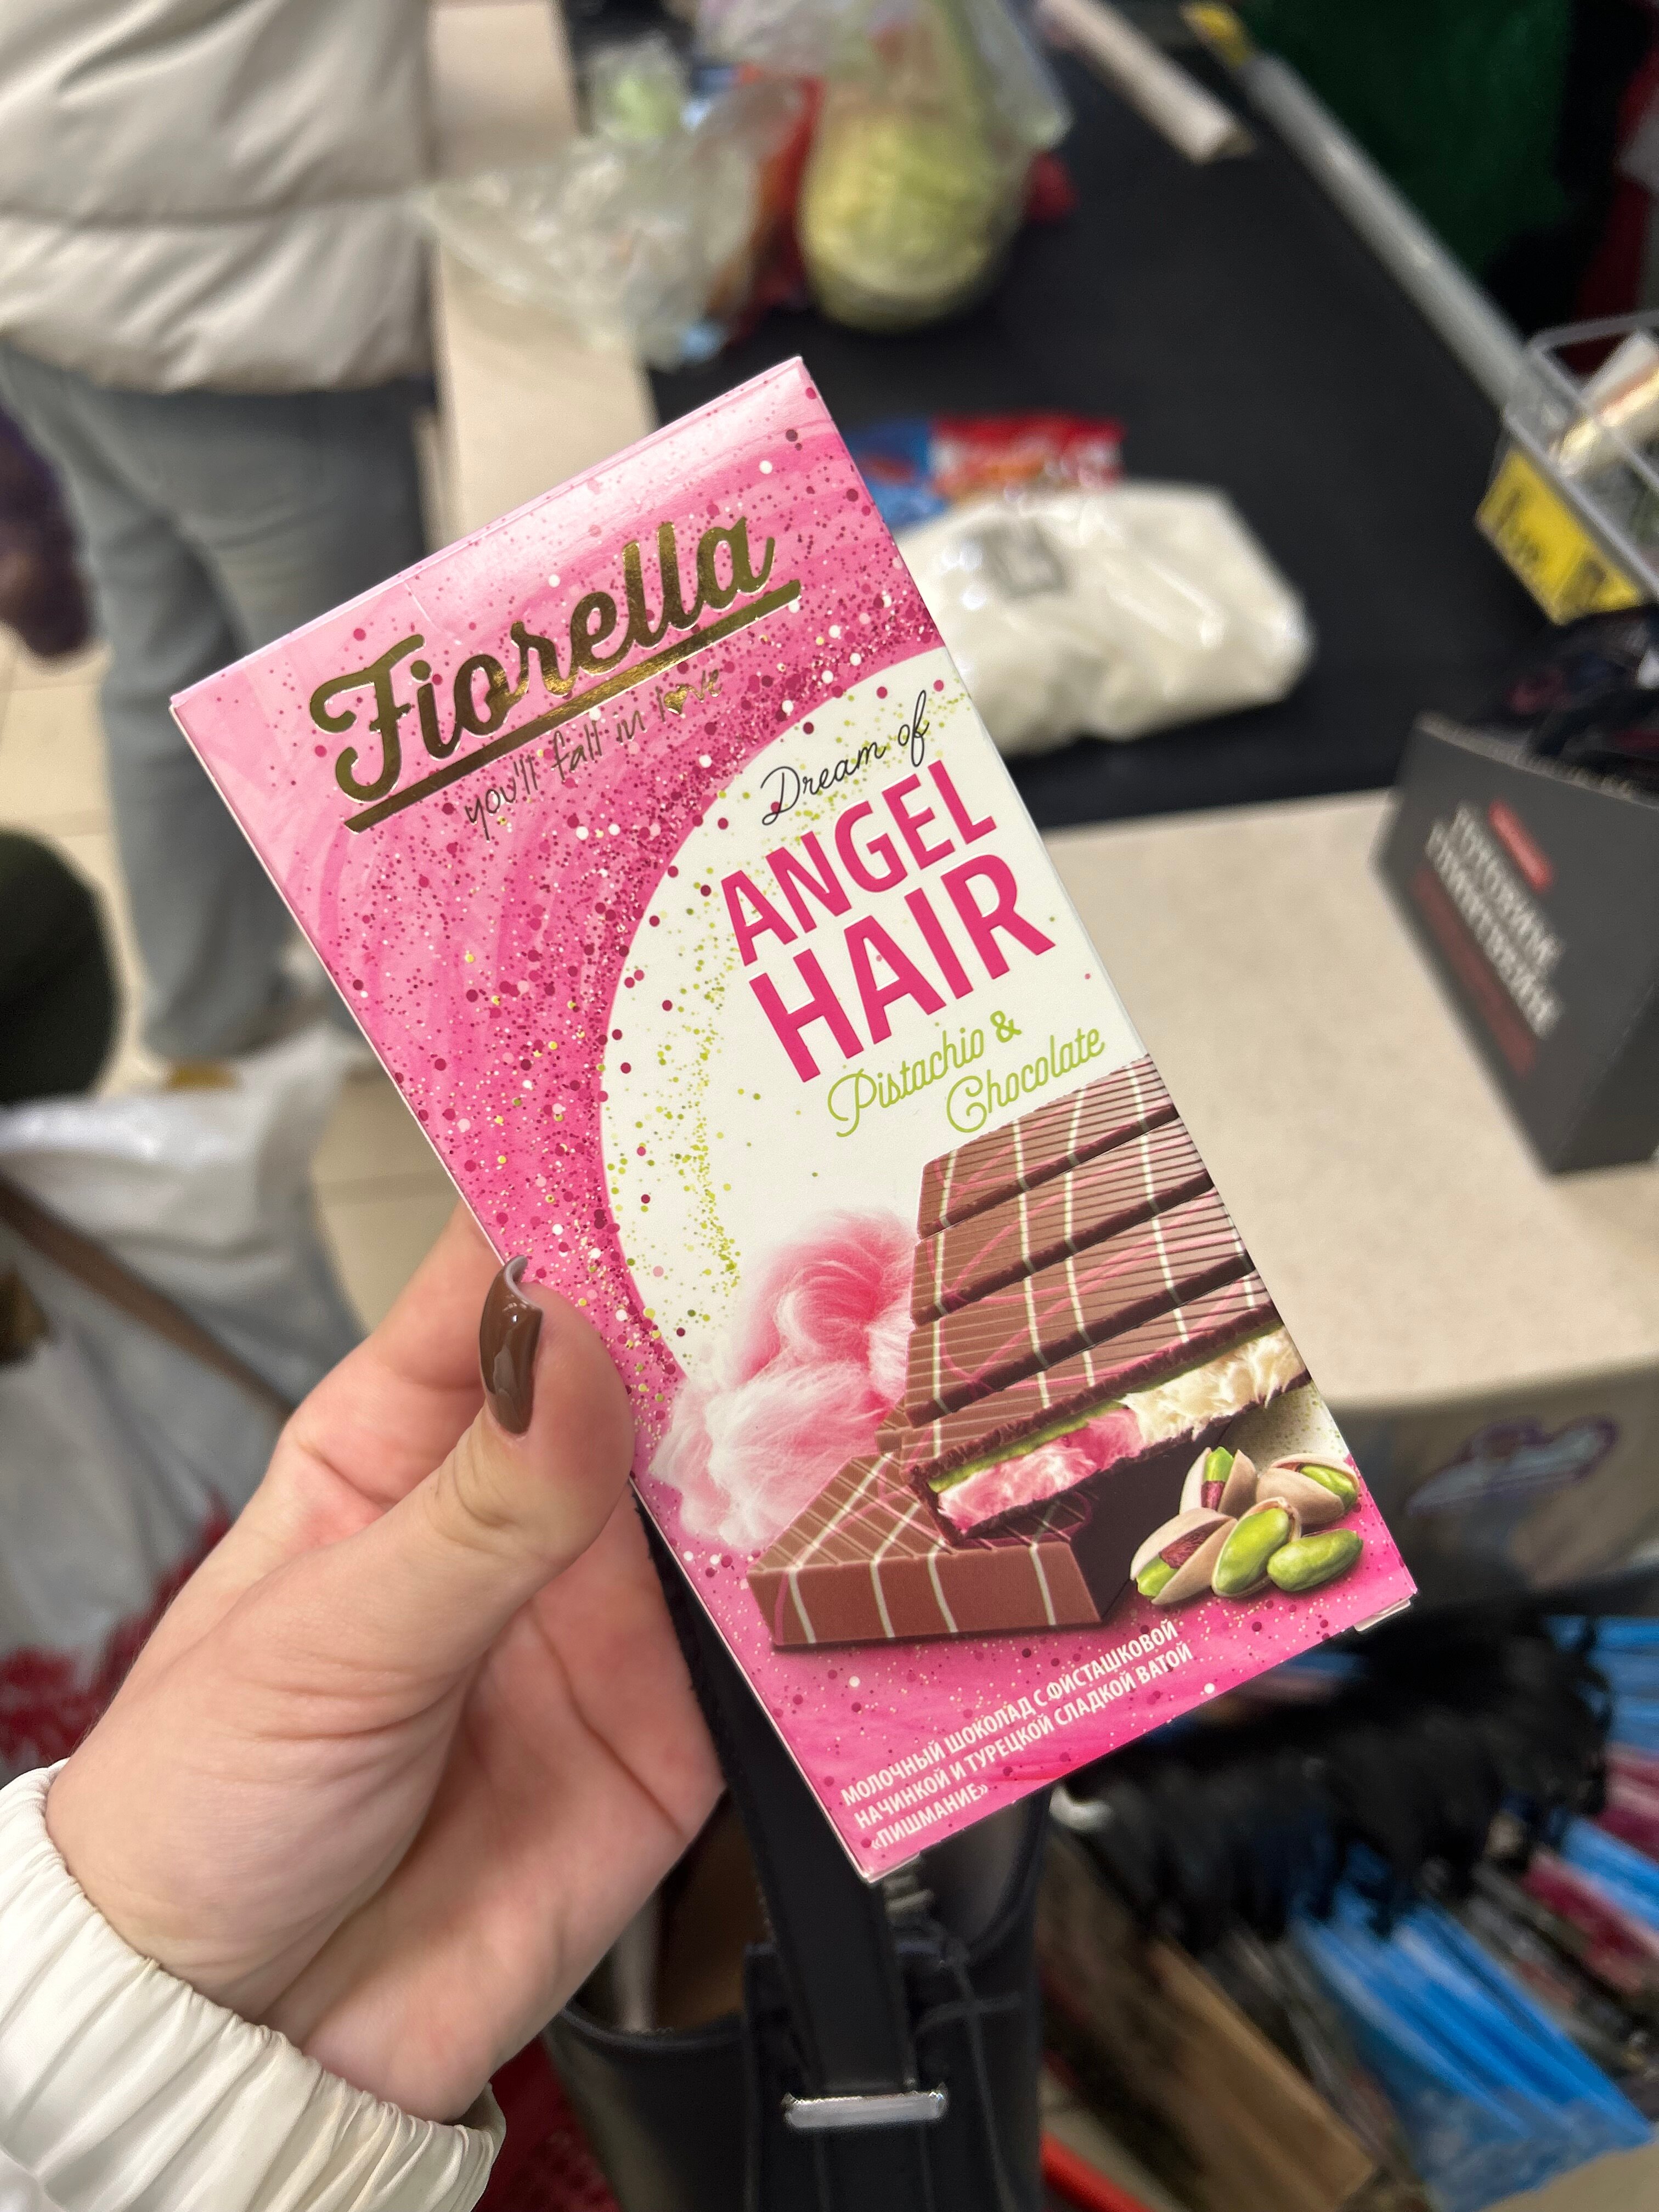 Fiorella
you'll fall in love
Dream of
ANGEL
HAIR
Pistachio &
Chocolate
МОЛОЧНЫЙ ШОКОЛАД С ФИСТАШКОВОЙ
НАЧИНКОЙ И ТУРЕЦКОЙ СЛАДКОЙ ВАТОЙ
«ПИШМАНИЕ»